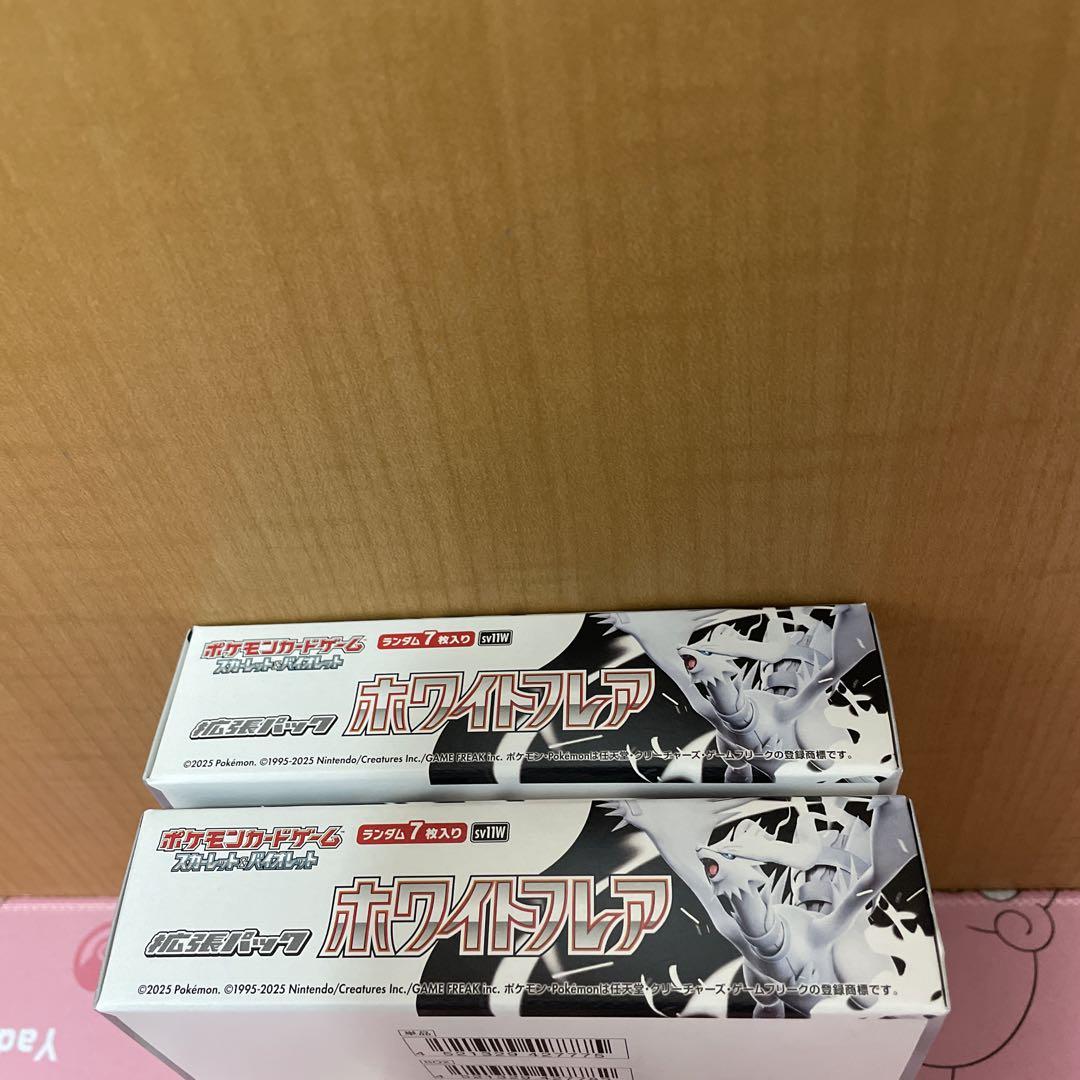 ポケモンカードゲーム
スカーレット&バイオレット
ランダム7枚入り
sv11W
拡張パック
ホワイトフレア
©2025 Pokémon. ©1995-2025 Nintendo/Creatures Inc./GAME FREAK inc. ポケモン・Pokémonは任天堂・クリーチャーズ・ゲームフリークの登録商標です。
ポケモンカードゲーム
スカーレット&バイオレット
ランダム7枚入り
sv11W
拡張パック
ホワイトフレア
©2025 Pokémon. ©1995-2025 Nintendo/Creatures Inc./GAME FREAK inc. ポケモン・Pokémonは任天堂・クリーチャーズ・ゲームフリークの登録商標です。
単品
4 521329 427775
BOX
Yad